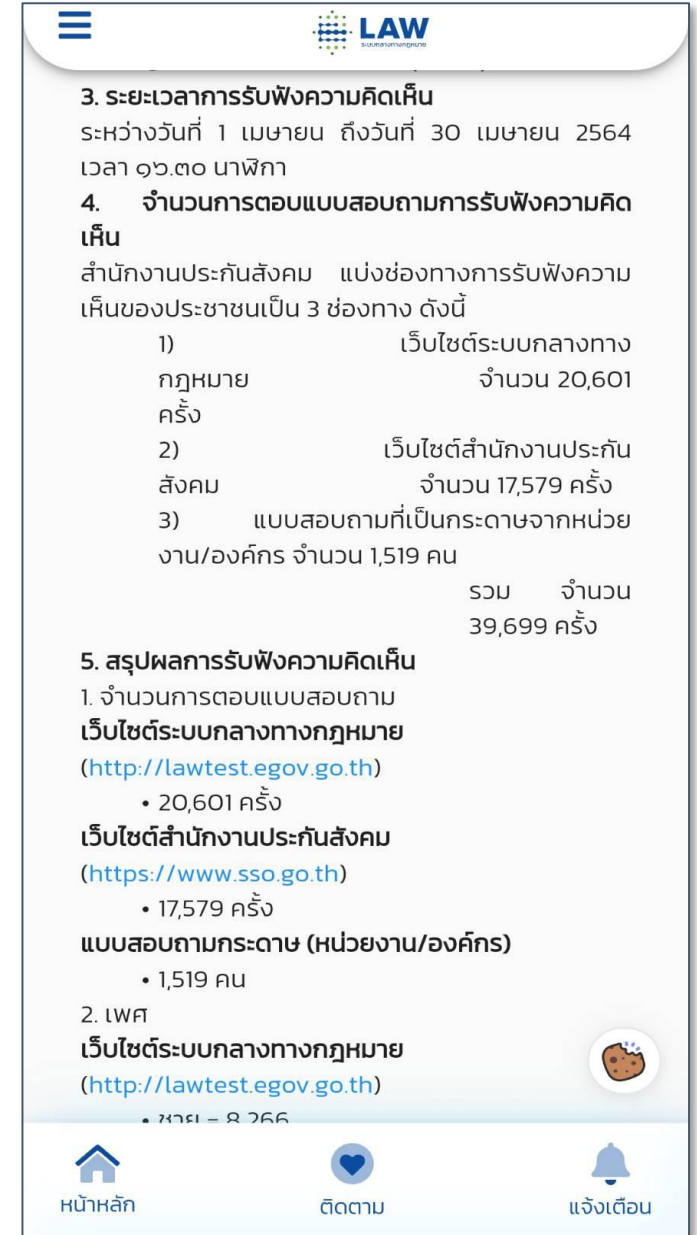 LAW
ระบบกลางทางกฎหมาย
3. ระยะเวลาการรับฟังความคิดเห็น
ระหว่างวันที่ 1 เมษายน ถึงวันที่ 30 เมษายน 2564
เวลา ๑๖.๓๐ นาฬิกา
4. จำนวนการตอบแบบสอบถามการรับฟังความคิด
เห็น
สำนักงานประกันสังคม แบ่งช่องทางการรับฟังความ
เห็นของประชาชนเป็น 3 ช่องทาง ดังนี้
1) เว็บไซต์ระบบกลางทาง
กฎหมาย จำนวน 20,601
ครั้ง
2) เว็บไซต์สำนักงานประกัน
สังคม จำนวน 17,579 ครั้ง
3) แบบสอบถามที่เป็นกระดาษจากหน่วย
งาน/องค์กร จำนวน 1,519 คน
รวม จำนวน
39,699 ครั้ง
5. สรุปผลการรับฟังความคิดเห็น
1. จำนวนการตอบแบบสอบถาม
เว็บไซต์ระบบกลางทางกฎหมาย
(http://lawtest.egov.go.th)
• 20,601 ครั้ง
เว็บไซต์สำนักงานประกันสังคม
(https://www.sso.go.th)
• 17,579 ครั้ง
แบบสอบถามกระดาษ (หน่วยงาน/องค์กร)
• 1,519 คน
2. เพศ
เว็บไซต์ระบบกลางทางกฎหมาย
(http://lawtest.egov.go.th)
• ชาย = 8,266
หน้าหลัก
ติดตาม
แจ้งเตือน